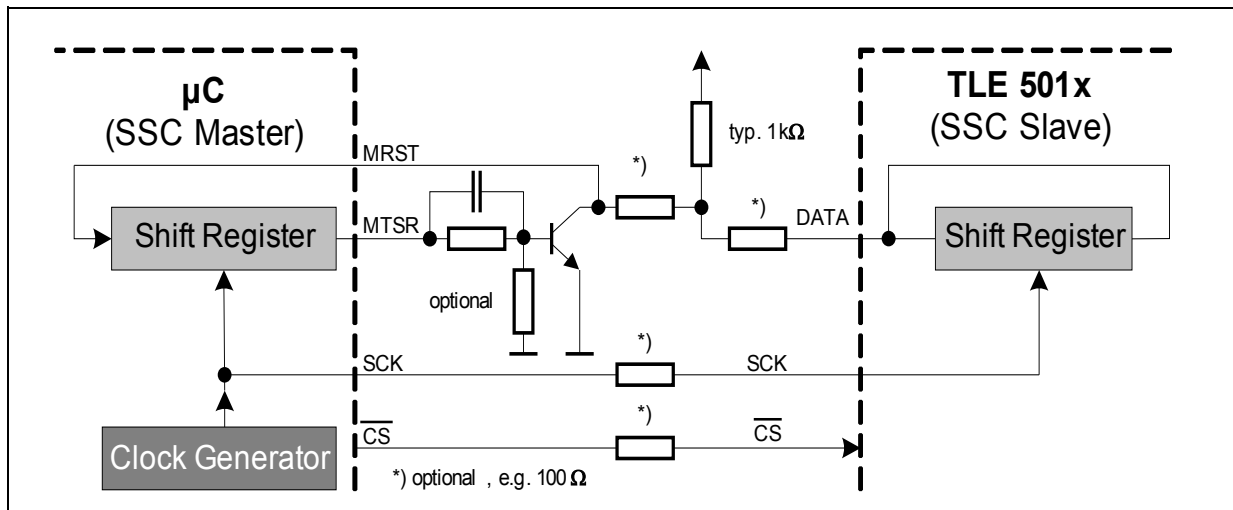 µC
(SSC Master)
TLE 501x
(SSC Slave)
typ. 1kΩ
MRST
*)
*)
MTSR
DATA
Shift Register
Shift Register
optional
*)
SCK
SCK
*)
CS
CS
Clock Generator
*) optional , e.g. 100 Ω